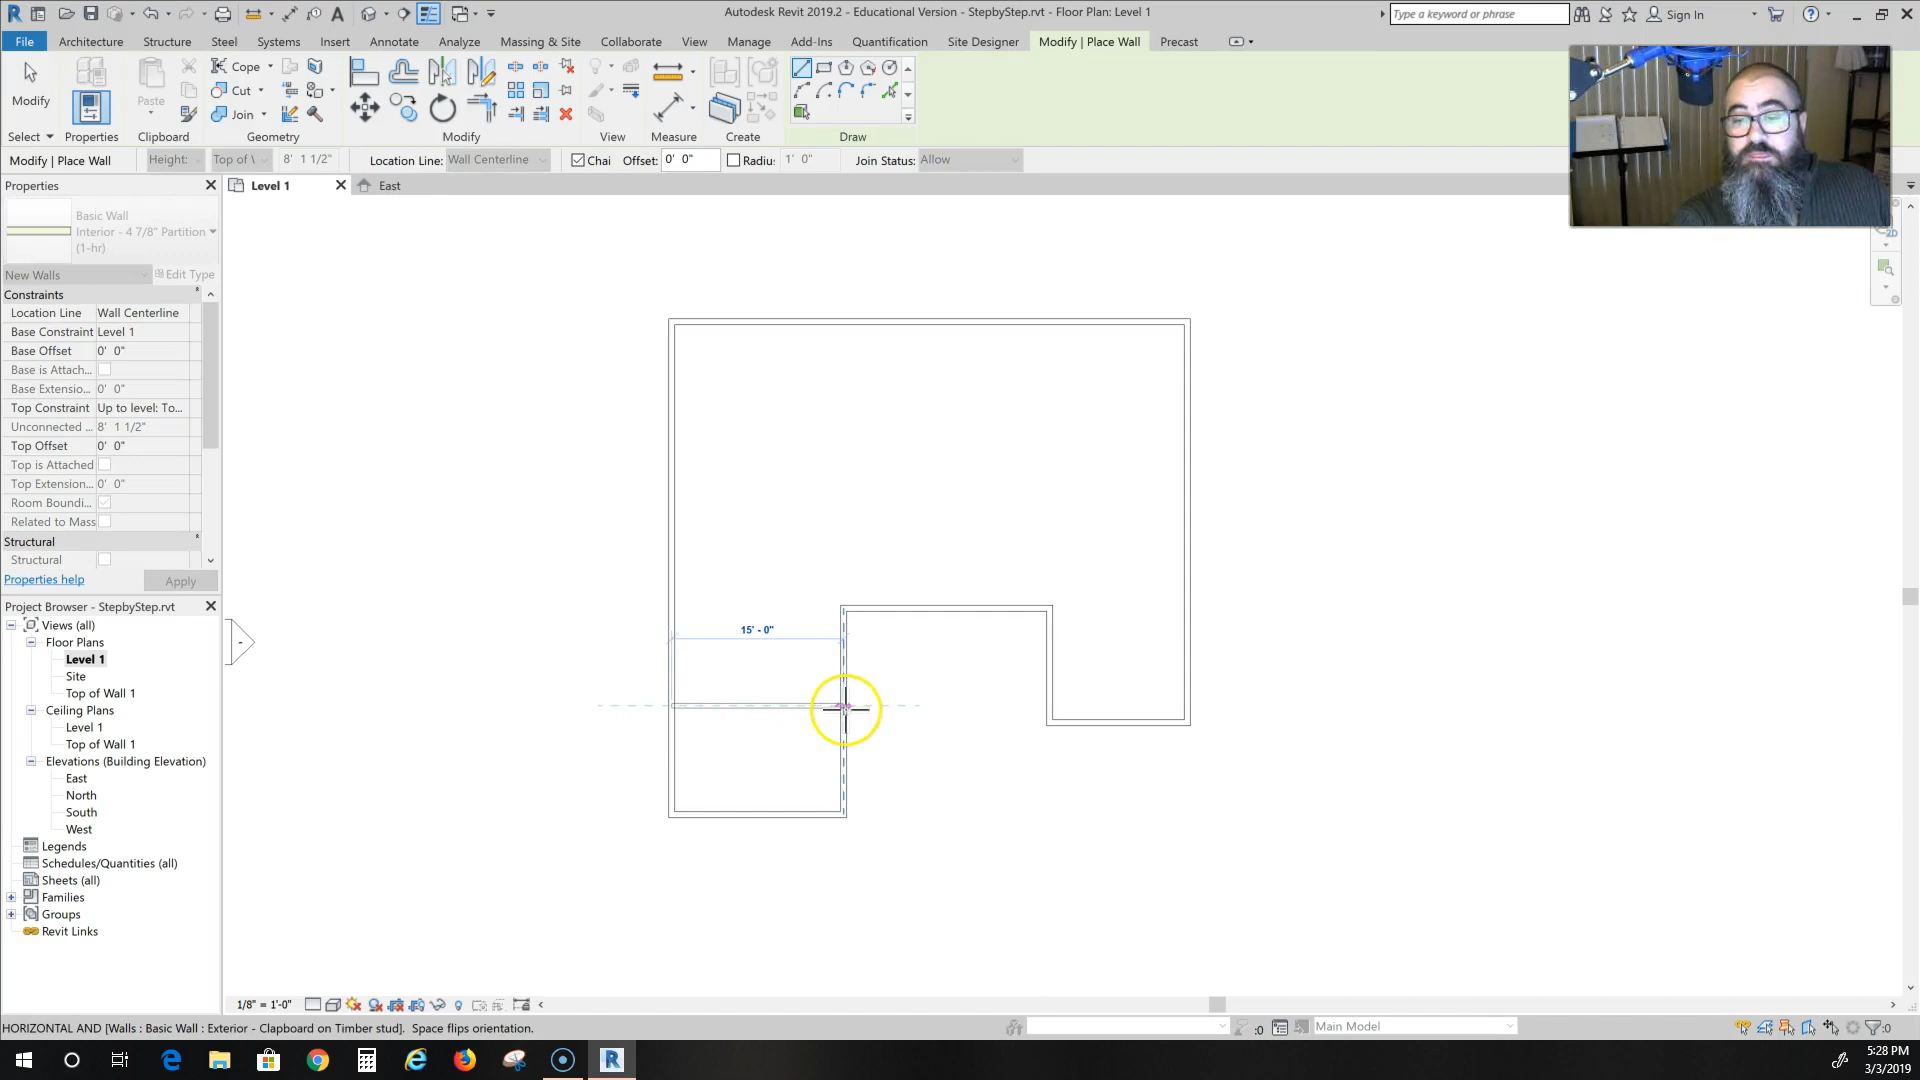 Autodesk Revit 2019.2 - Educational Version - StepbyStep.rvt - Floor Plan: Level 1
Type a keyword or phrase
Sign In
File Architecture Structure Steel Systems Insert Annotate Analyze Massing & Site Collaborate View Manage Add-Ins Quantification Site Designer Modify | Place Wall Precast
Modify
Paste
Cope
Cut
Join
Select Properties Clipboard Geometry Modify View Measure Create Draw
Modify | Place Wall Height: Top of 8' 1 1/2" Location Line: Wall Centerline Chai Offset: 0' 0" Radiu: 1' 0" Join Status: Allow
Properties
Level 1
East
Basic Wall
Interior - 4 7/8" Partition
(1-hr)
New Walls Edit Type
Constraints
Location Line Wall Centerline
Base Constraint Level 1
Base Offset 0' 0"
Base is Attach...
Base Extensio... 0' 0"
Top Constraint Up to level: To...
Unconnected ... 8' 1 1/2"
Top Offset 0' 0"
Top is Attached
Top Extension... 0' 0"
Room Boundi...
Related to Mass
Structural
Structural
Properties help Apply
Project Browser - StepbyStep.rvt
Views (all)
Floor Plans
Level 1
Site
Top of Wall 1
Ceiling Plans
Level 1
Top of Wall 1
Elevations (Building Elevation)
East
North
South
West
Legends
Schedules/Quantities (all)
Sheets (all)
Families
Groups
Revit Links
15' - 0"
2D
1/8" = 1'-0"
HORIZONTAL AND [Walls : Basic Wall : Exterior - Clapboard on Timber stud]. Space flips orientation.
:0
Main Model
:0
5:28 PM
3/3/2019